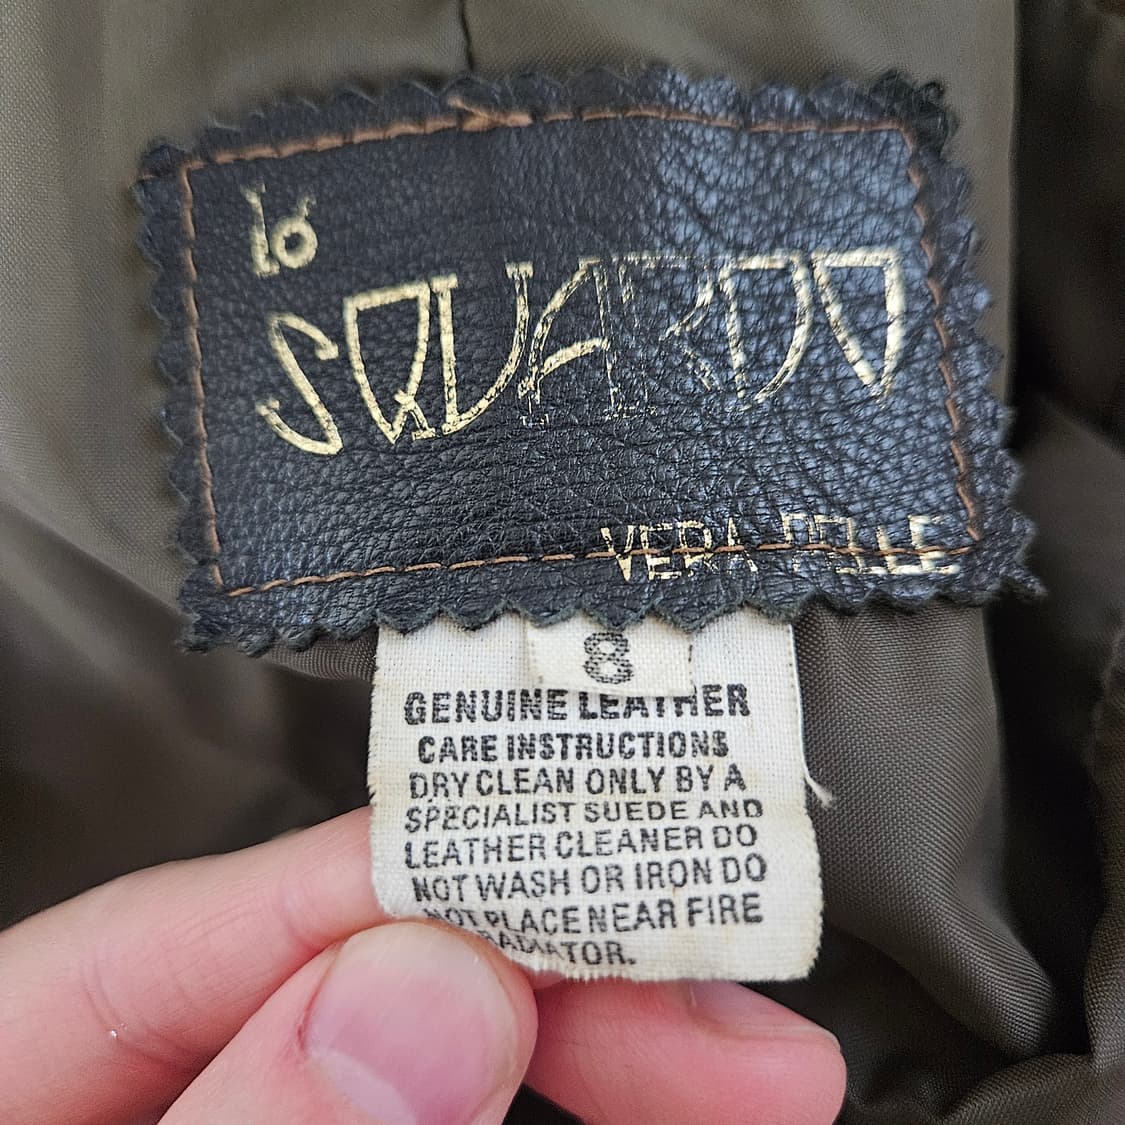 lo
SQUARDO
VERA PELLE
8
GENUINE LEATHER
CARE INSTRUCTIONS
DRY CLEAN ONLY BY A
SPECIALIST SUEDE AND
LEATHER CLEANER DO
NOT WASH OR IRON DO
NOT PLACE NEAR FIRE
RADIATOR.